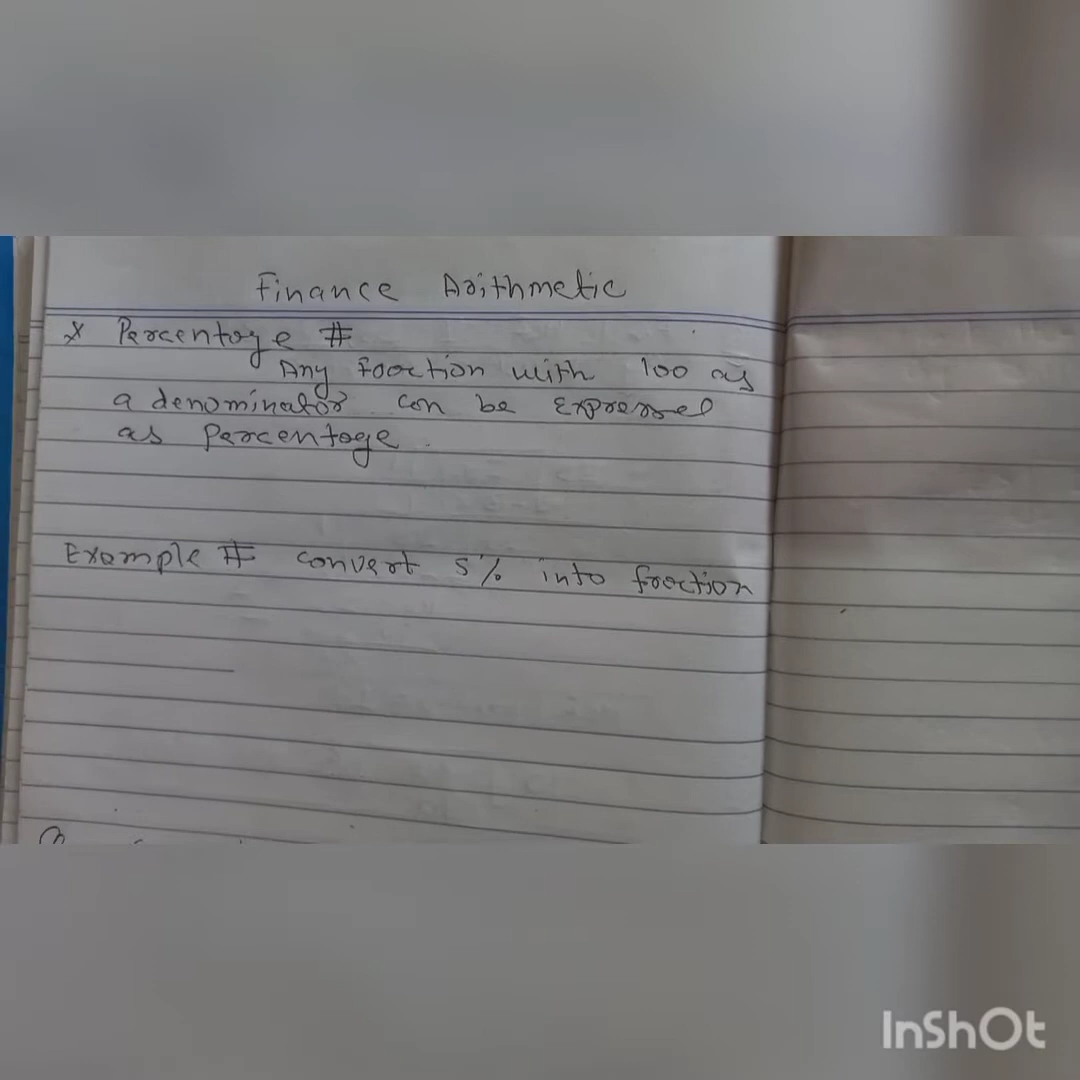 Finance Arithmetic
* Percentage #
Any fraction with 100 as
a denominator can be Expressed
as Percentage.
Example # convert 5% into fraction
InShOt